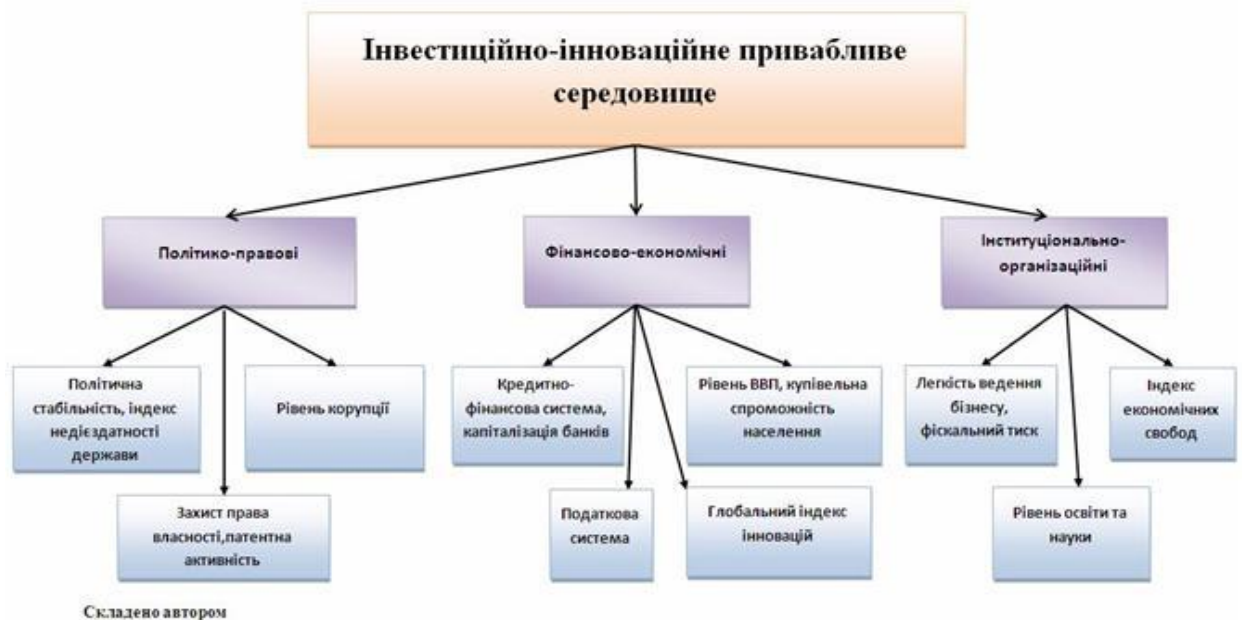 Інвестиційно-інноваційне привабливе
середовище
Політико-правові
Фінансово-економічні
Інституціонально-
організаційні
Політична
стабільність, індекс
недієздатності
держави
Рівень корупції
Кредитно-
фінансова система,
капіталізація банків
Рівень ВВП, купівельна
спроможність
населення
Легкість ведення
бізнесу,
фіскальний тиск
Індекс
економічних
свобод
Захист права
власності,патентна
активність
Податкова
система
Глобальний індекс
інновацій
Рівень освіти та
науки
Складено автором